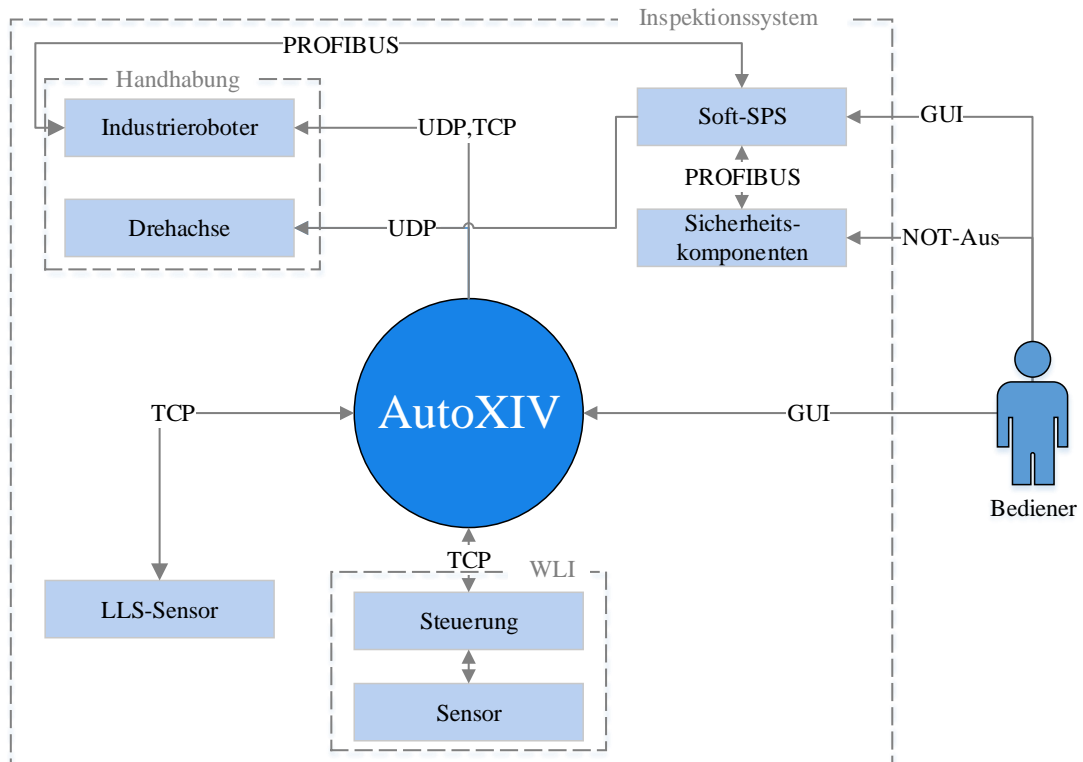 Inspektionssystem
PROFIBUS
Handhabung
Industrieroboter
UDP,TCP
Soft-SPS
GUI
PROFIBUS
Drehachse
UDP
Sicherheits-
komponenten
NOT-Aus
TCP
AutoXIV
GUI
Bediener
TCP
WLI
LLS-Sensor
Steuerung
Sensor